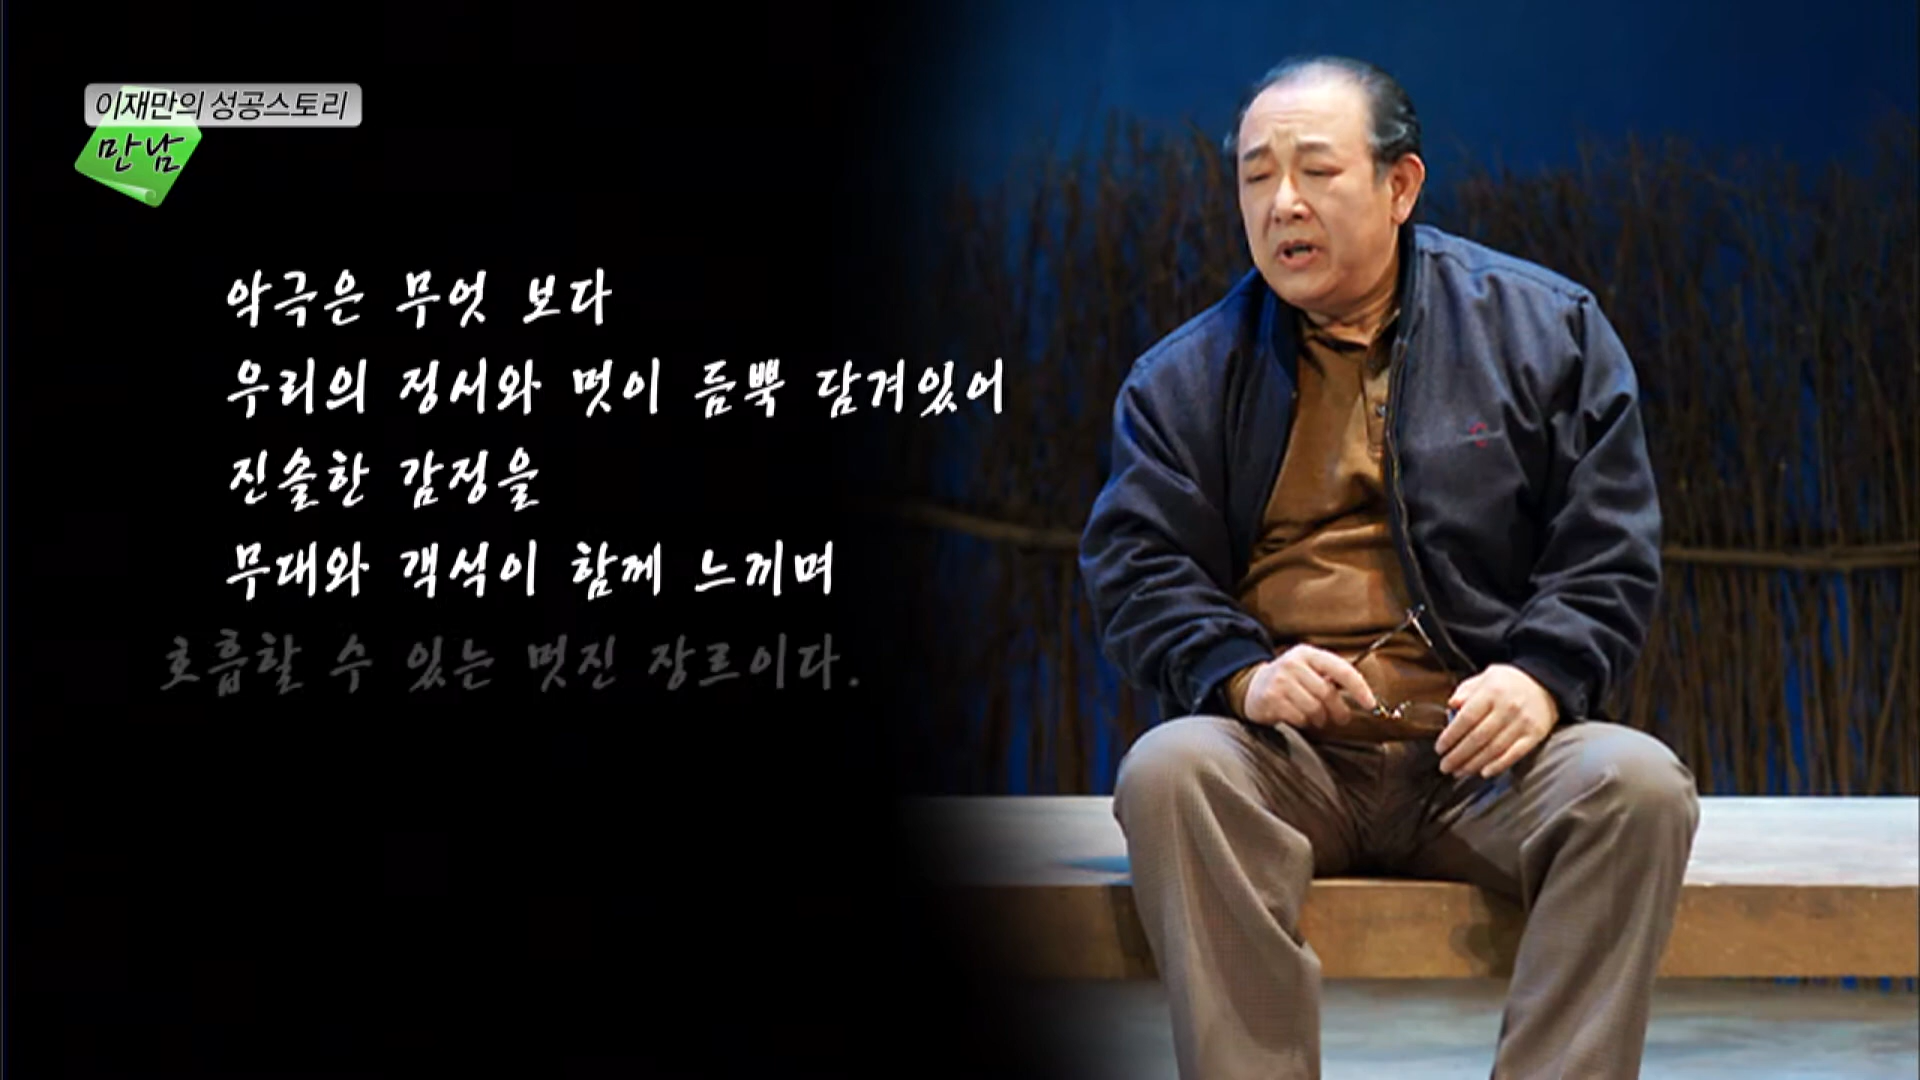 이재만의 성공스토리
만남
악극은 무엇 보다
우리의 정서와 멋이 듬뿍 담겨있어
진솔한 감정을
무대와 객석이 함께 느끼며
호흡할 수 있는 멋진 장르이다.